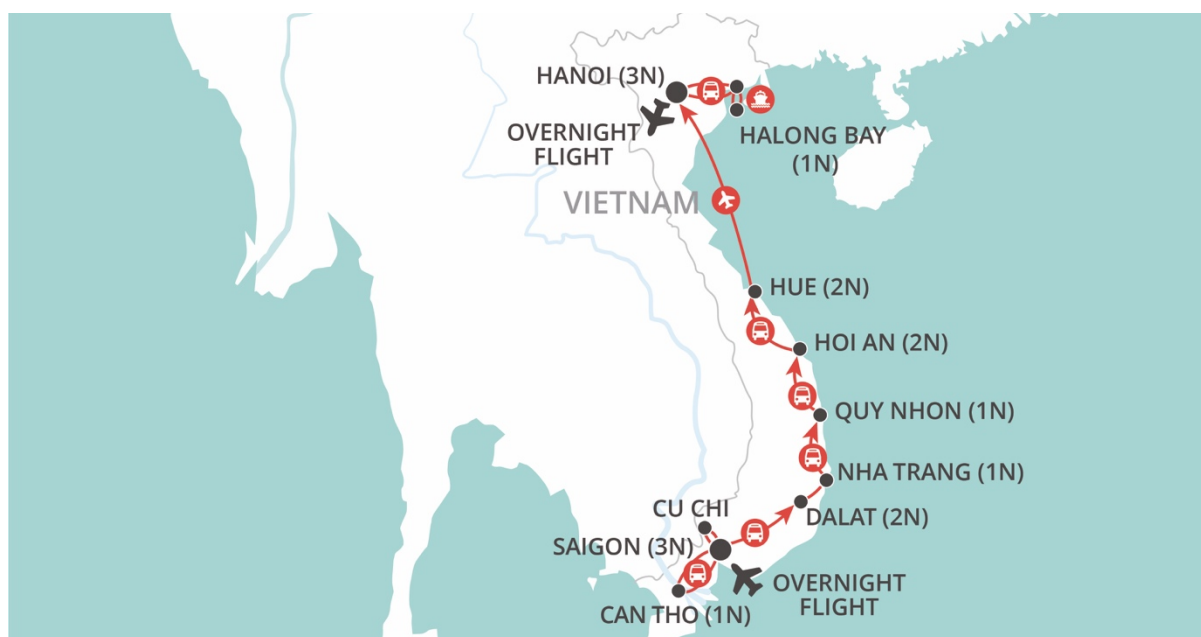 HANOI (3N)
OVERNIGHT
FLIGHT
HALONG BAY
(1N)
VIETNAM
HUE (2N)
HOI AN (2N)
QUY NHON (1N)
NHA TRANG (1N)
CU CHI
DALAT (2N)
SAIGON (3N)
OVERNIGHT
FLIGHT
CAN THO (1N)